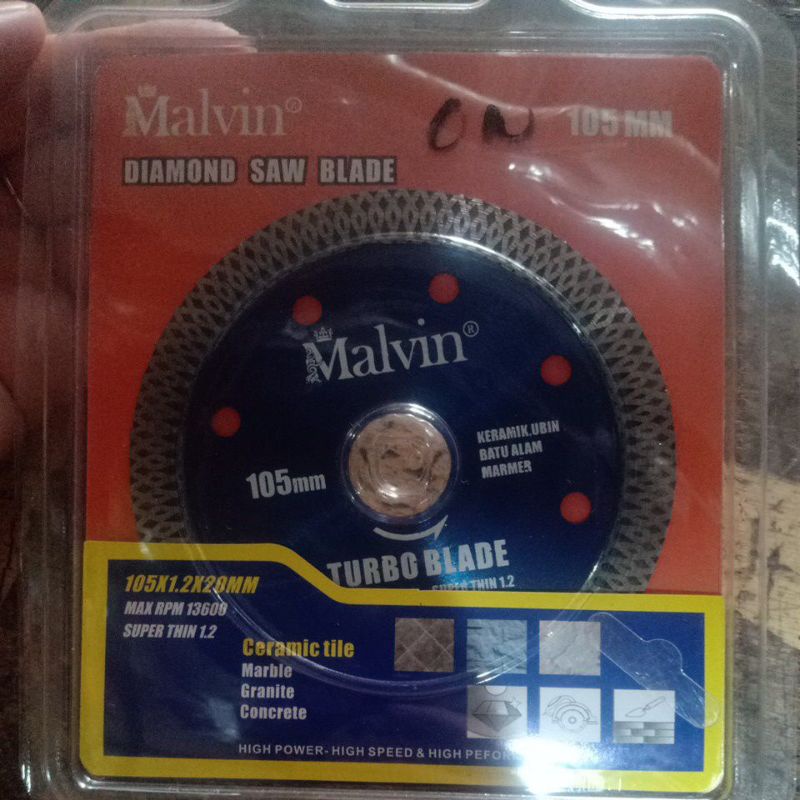 Malvin®
ON
105 MM
DIAMOND SAW BLADE
Malvin®
KERAMIK.UBIN
BATU ALAM
MARMER
105mm
TURBO BLADE
SUPER THIN 1.2
105X1.2X20MM
MAX RPM 13600
SUPER THIN 1.2
Ceramic tile
Marble
Granite
Concrete
HIGH POWER- HIGH SPEED & HIGH